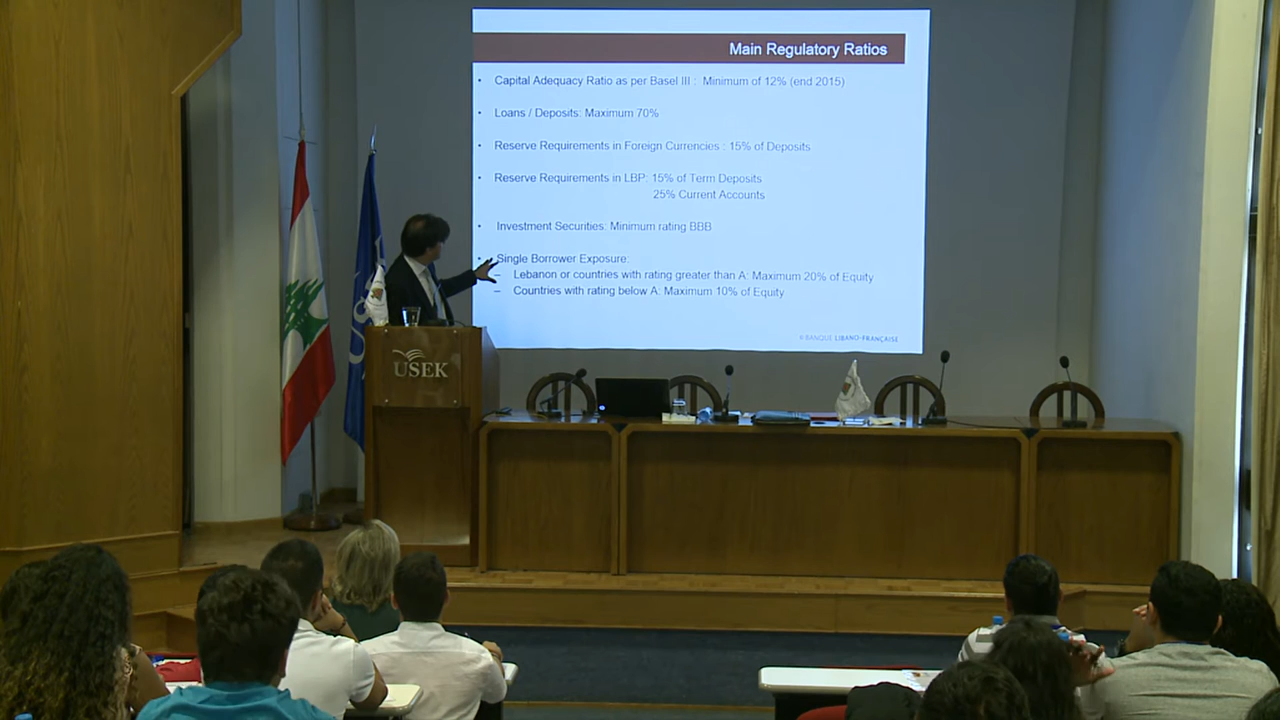 Main Regulatory Ratios
• Capital Adequacy Ratio as per Basel III : Minimum of 12% (end 2015)
• Loans / Deposits: Maximum 70%
• Reserve Requirements in Foreign Currencies : 15% of Deposits
• Reserve Requirements in LBP: 15% of Term Deposits
25% Current Accounts
• Investment Securities: Minimum rating BBB
• Single Borrower Exposure:
– Lebanon or countries with rating greater than A: Maximum 20% of Equity
– Countries with rating below A: Maximum 10% of Equity
BANQUE LIBANO-FRANÇAISE
USEK